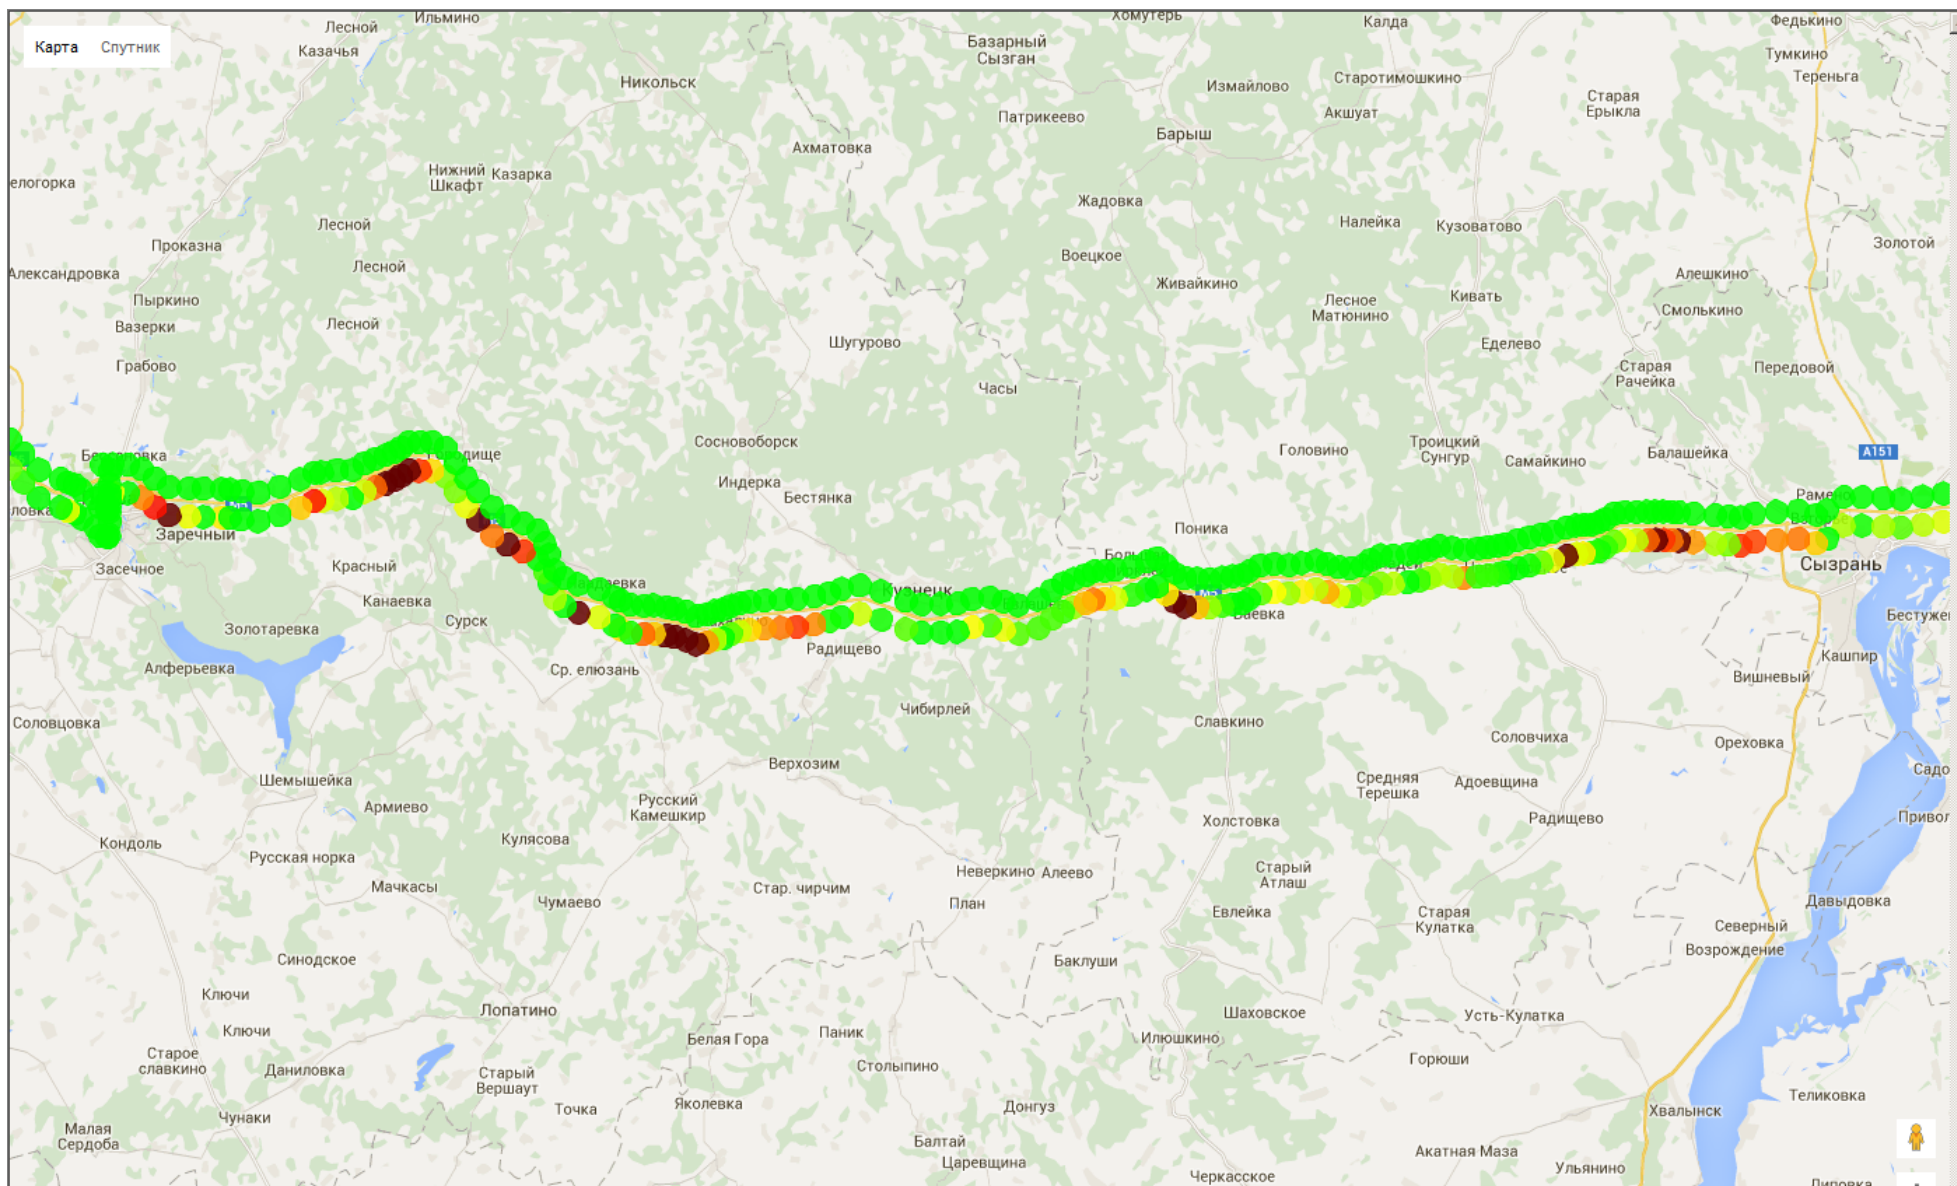 Лесной
Ильмино
Хомутерь
Калда
Федькино
Карта Спутник
Казачья
Базарный
Сызган
Тумкино
Никольск
Измайлово
Старотимошкино
Тереньга
Старая
Ерыкла
Патрикеево
Акшуат
Барыш
Ахматовка
Нижний
Шкафт
Казарка
елогорка
Жадовка
Лесной
Налейка
Кузоватово
Проказна
Золотой
Воецкое
Лесной
Александровка
Живайкино
Алешкино
Пыркино
Лесное
Матюнино
Кивать
Смолькино
Вазерки
Лесной
Шугурово
Еделево
Грабово
Старая
Рачейка
Передовой
Часы
Сосновоборск
Троицкий
Сунгур
Головино
Балашейка
А151
Самайкино
Индерка
Бестянка
Поника
Заречный
Сызрань
Засечное
Красный
Канаевка
Сурск
Золотаревка
Радищево
Кашпир
Алферьевка
Ср. елюзань
Вишневый
Чибирлей
Соловцовка
Славкино
Соловчиха
Ореховка
Верхозим
Шемышейка
Средняя
Терешка
Адоевщина
Армиево
Русский
Камешкир
Холстовка
Радищево
Кулясова
Кондоль
Русская норка
Неверкино
Алеево
Старый
Атлаш
Мачкасы
Стар. чирчим
Чумаево
План
Евлейка
Старая
Кулатка
Давыдовка
Северный
Возрождение
Синодское
Баклуши
Ключи
Лопатино
Шаховское
Усть-Кулатка
Ключи
Паник
Белая Гора
Илюшкино
Старое
славкино
Горюши
Даниловка
Столыпино
Старый
Вершаут
Теликовка
Яколевка
Донгуз
Точка
Хвалынск
Чунаки
Малая
Сердоба
Балтай
Акатная Маза
Царевщина
Ульянино
Черкасское